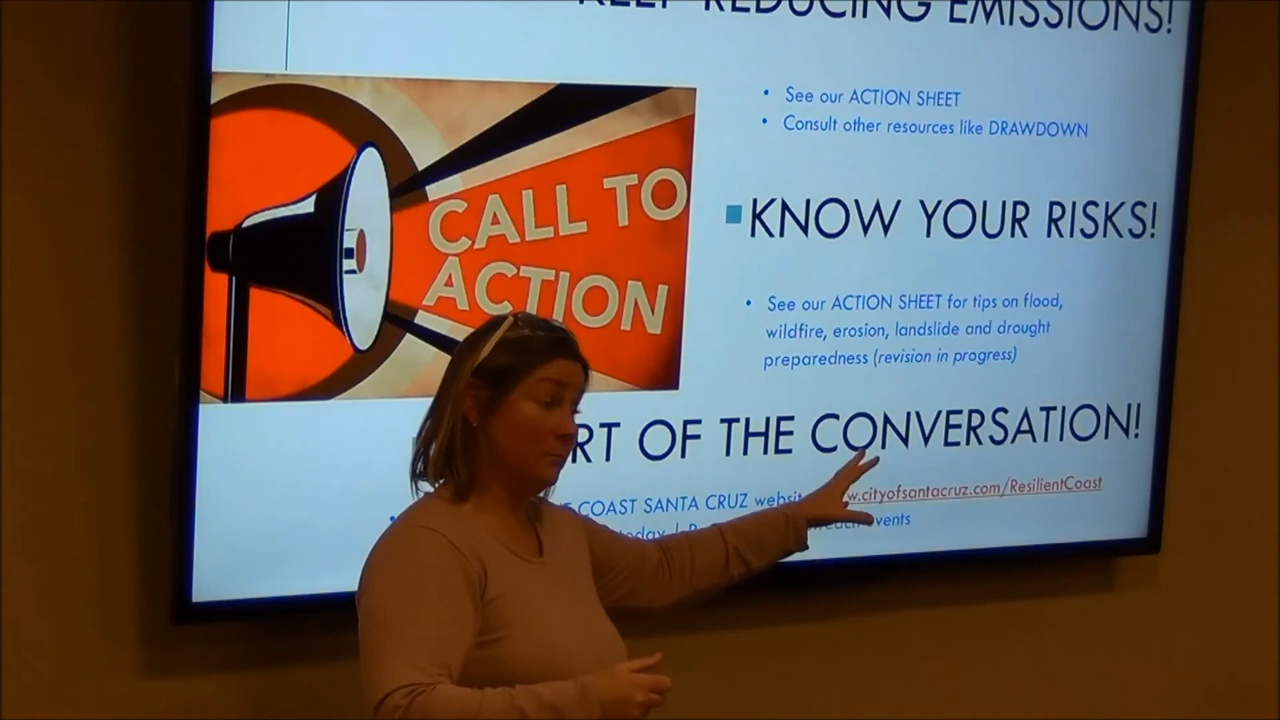 KEEP REDUCING EMISSIONS!
• See our ACTION SHEET
• Consult other resources like DRAWDOWN
CALL TO
ACTION
KNOW YOUR RISKS!
• See our ACTION SHEET for tips on flood,
wildfire, erosion, landslide and drought
preparedness (revision in progress)
RT OF THE CONVERSATION!
COAST SANTA CRUZ website w.cityofsantacruz.com/ResilientCoast
today